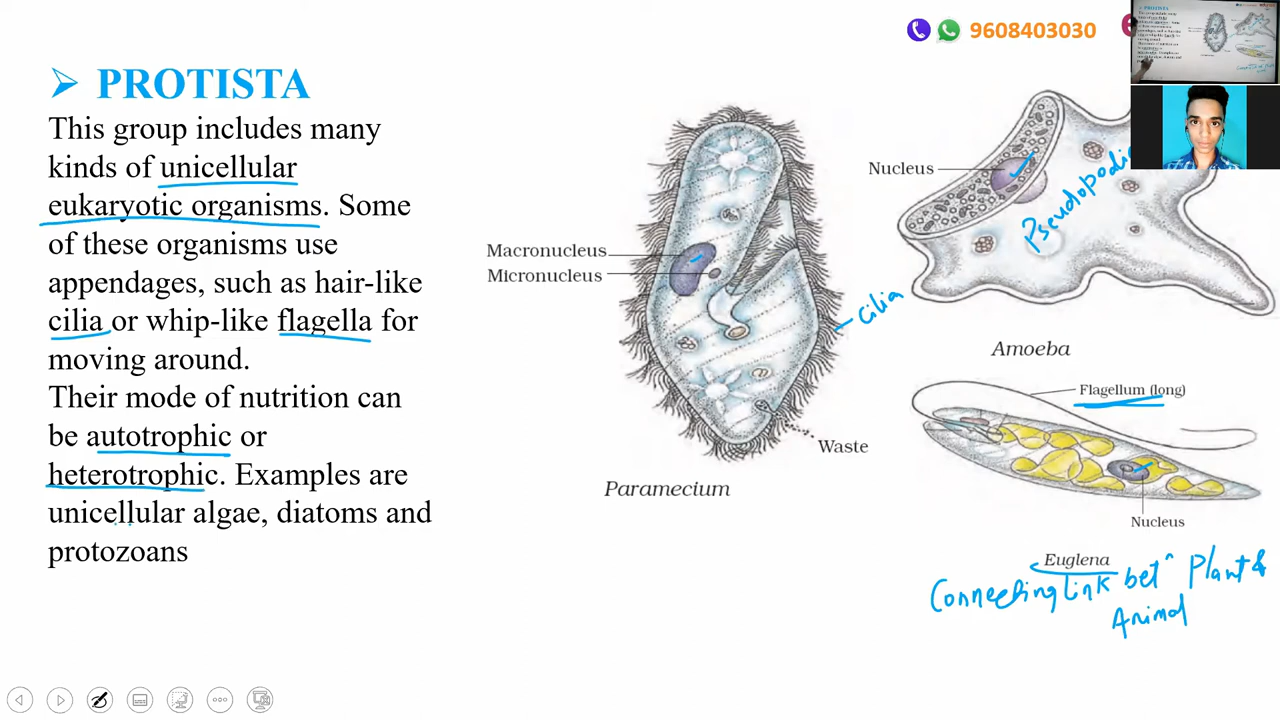 9608403030
➢ PROTISTA
This group includes many
kinds of unicellular
eukaryotic organisms. Some
of these organisms use
appendages, such as hair-like
cilia or whip-like flagella for
moving around.
Their mode of nutrition can
be autotrophic or
heterotrophic. Examples are
unicellular algae, diatoms and
protozoans
Macronucleus
Micronucleus
cilia
Waste
Paramecium
Nucleus
Pseudopodia
Amoeba
Flagellum (long)
Nucleus
Euglena
Connecting Link betⁿ Plant &
Animal